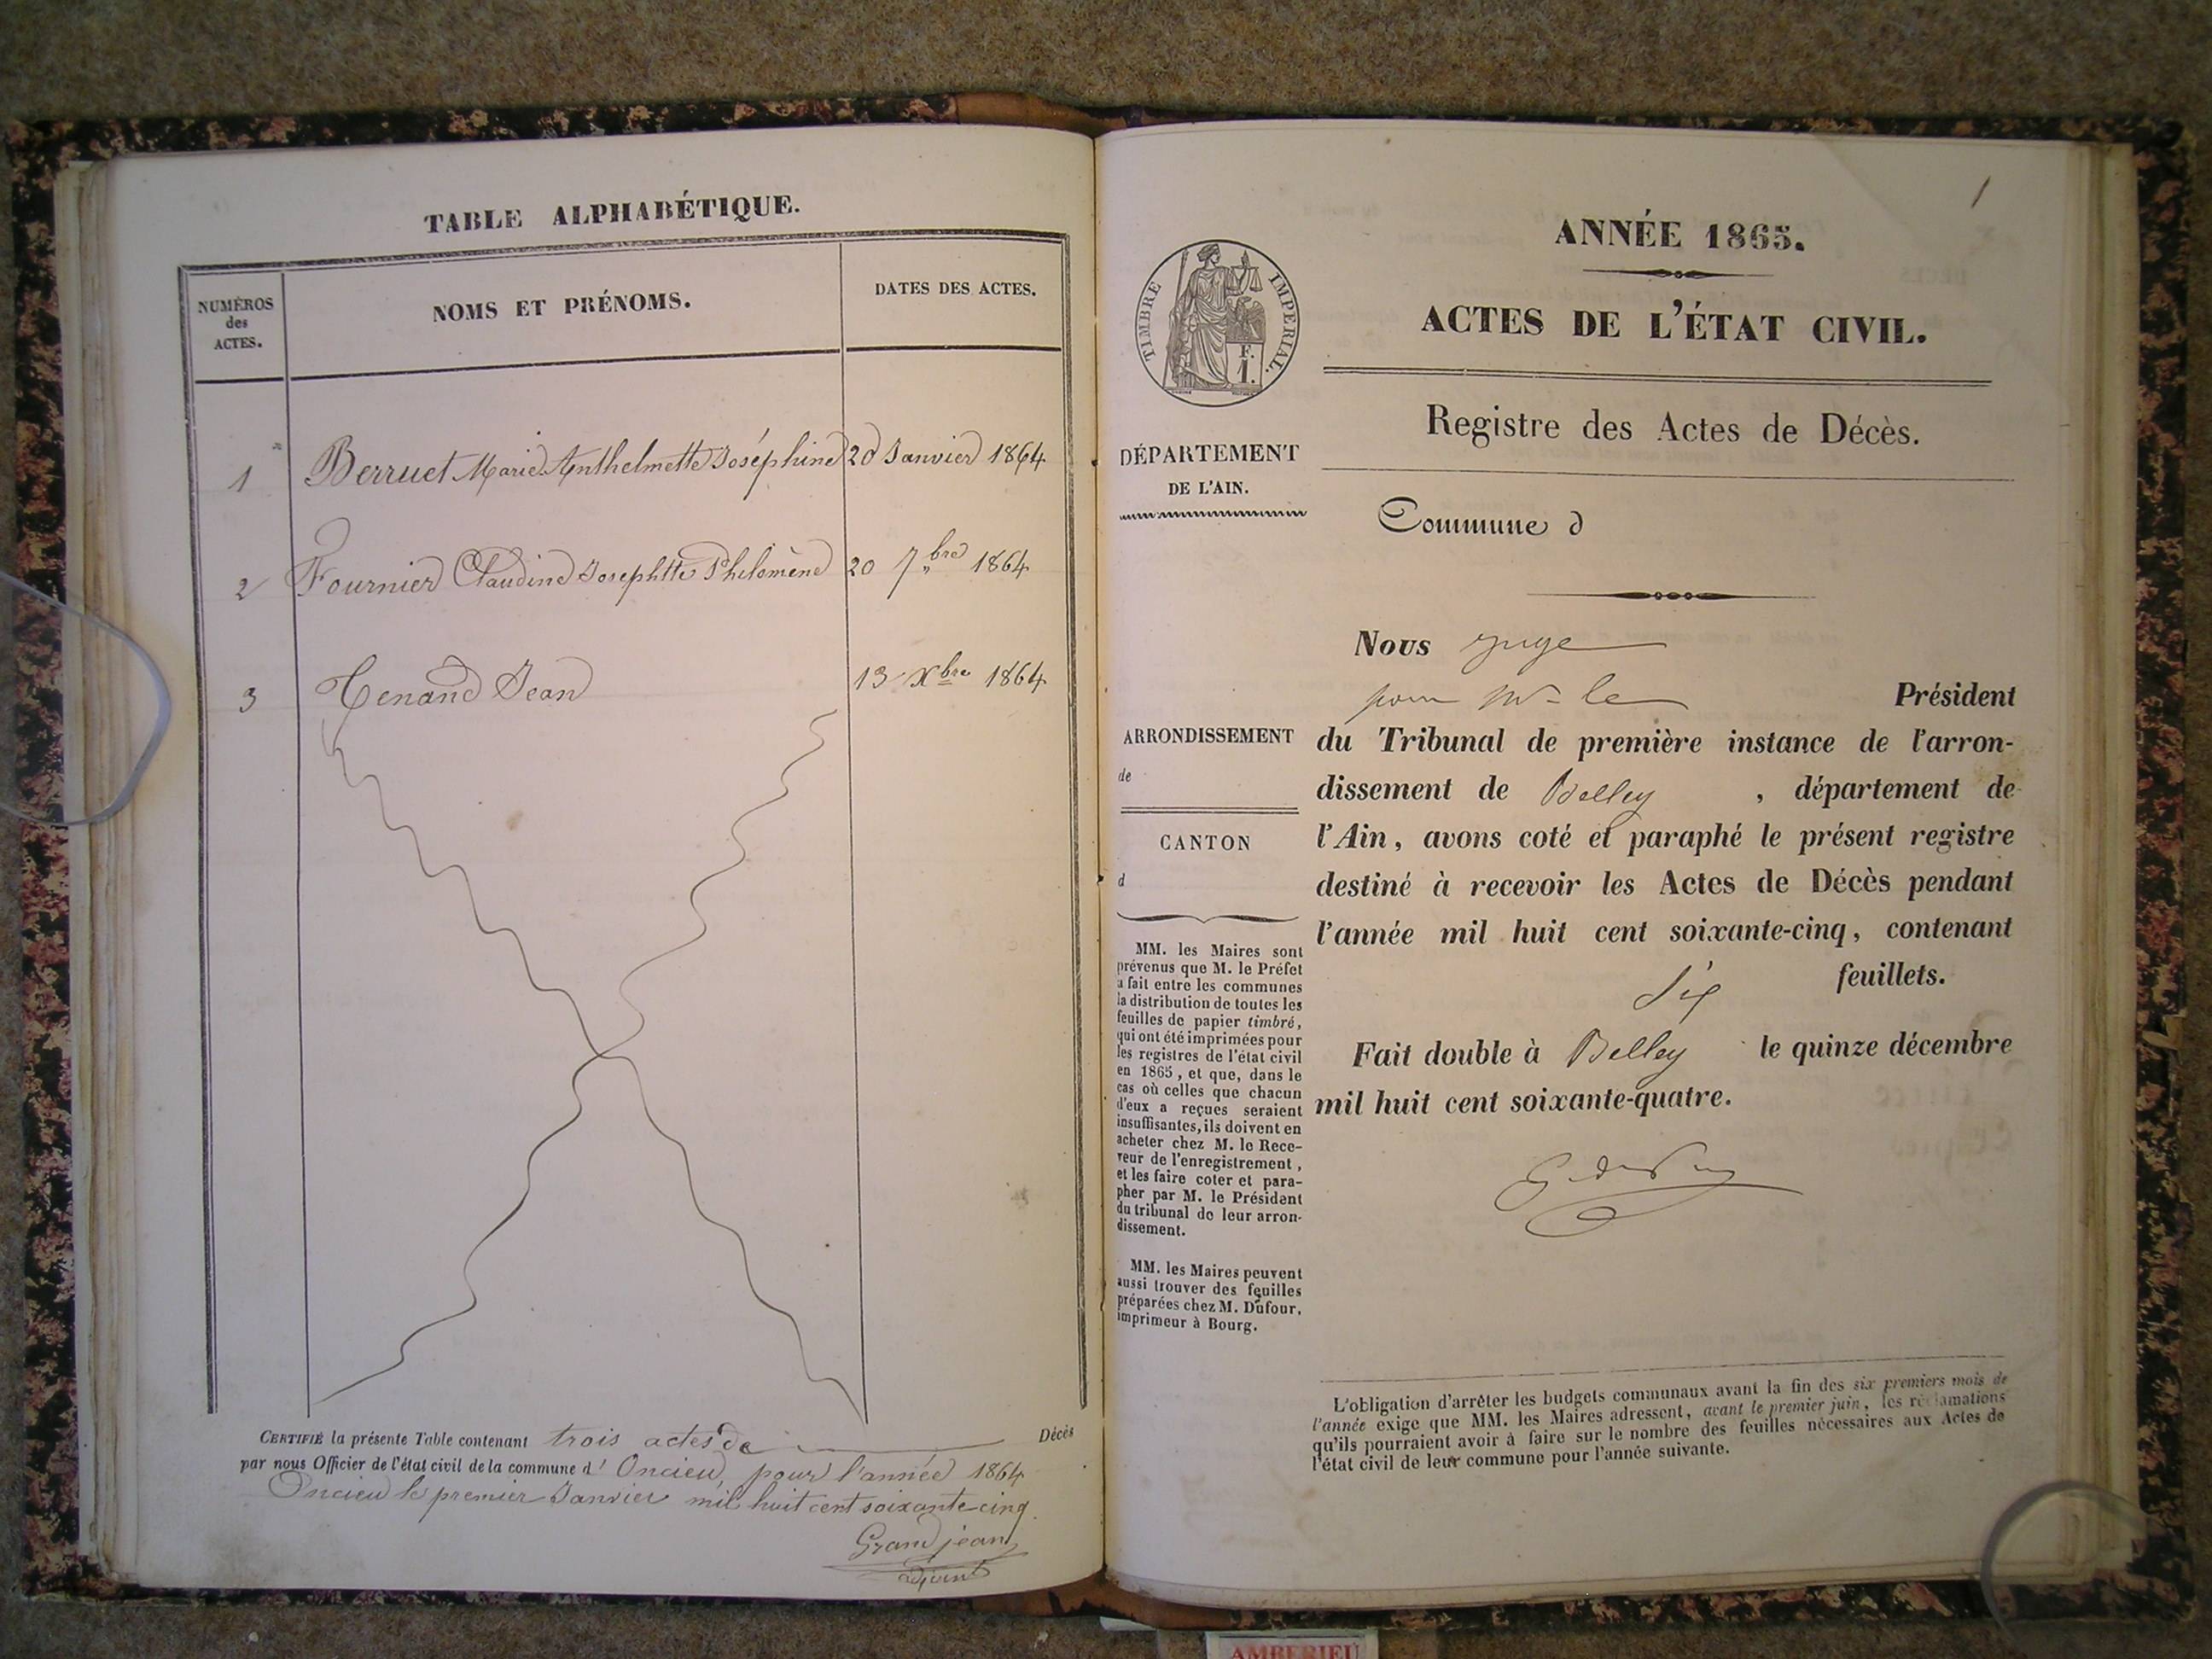 TABLE ALPHABÉTIQUE.
NUMÉROS
des
ACTES.
NOMS ET PRÉNOMS.
DATES DES ACTES.
1 Berruet Marie Anthelmette Joséphine 20 Janvier 1864
2 Fournier Claudine Josephtte Philomène 20 7bre 1864
3 Tenand Jean 13 Xbre 1864
CERTIFIÉ la présente Table contenant trois actes de Décès
par nous Officier de l'état civil de la commune d' Oncieu, pour l'année 1864
Oncieu le premier Janvier mil huit cent soixante cinq.
Grandjean
adjoint
1
ANNÉE 1865.
ACTES DE L'ÉTAT CIVIL.
Registre des Actes de Décès.
TIMBRE IMPERIAL.
F.
1.
DÉPARTEMENT
DE L'AIN.
ARRONDISSEMENT
de
CANTON
d
MM. les Maires sont
prévenus que M. le Préfet
a fait entre les communes
la distribution de toutes les
feuilles de papier timbré,
qui ont été imprimées pour
les registres de l'état civil
en 1865, et que, dans le
cas où celles que chacun
d'eux a reçues seraient
insuffisantes, ils doivent en
acheter chez M. le Rece-
veur de l'enregistrement,
et les faire coter et para-
pher par M. le Président
du tribunal de leur arron-
dissement.
MM. les Maires peuvent
aussi trouver des feuilles
préparées chez M. Dufour,
imprimeur à Bourg.
Commune d
Nous juge
pour Mr le Président
du Tribunal de première instance de l'arron-
dissement de Belley , département de
l'Ain, avons coté et paraphé le présent registre
destiné à recevoir les Actes de Décès pendant
l'année mil huit cent soixante-cinq, contenant
six feuillets.
Fait double à Belley le quinze décembre
mil huit cent soixante-quatre.
L'obligation d'arrêter les budgets communaux avant la fin des six premiers mois de
l'année exige que MM. les Maires adressent, avant le premier juin, les réclamations
qu'ils pourraient avoir à faire sur le nombre des feuilles nécessaires aux Actes de
l'état civil de leur commune pour l'année suivante.
AMBERIEU